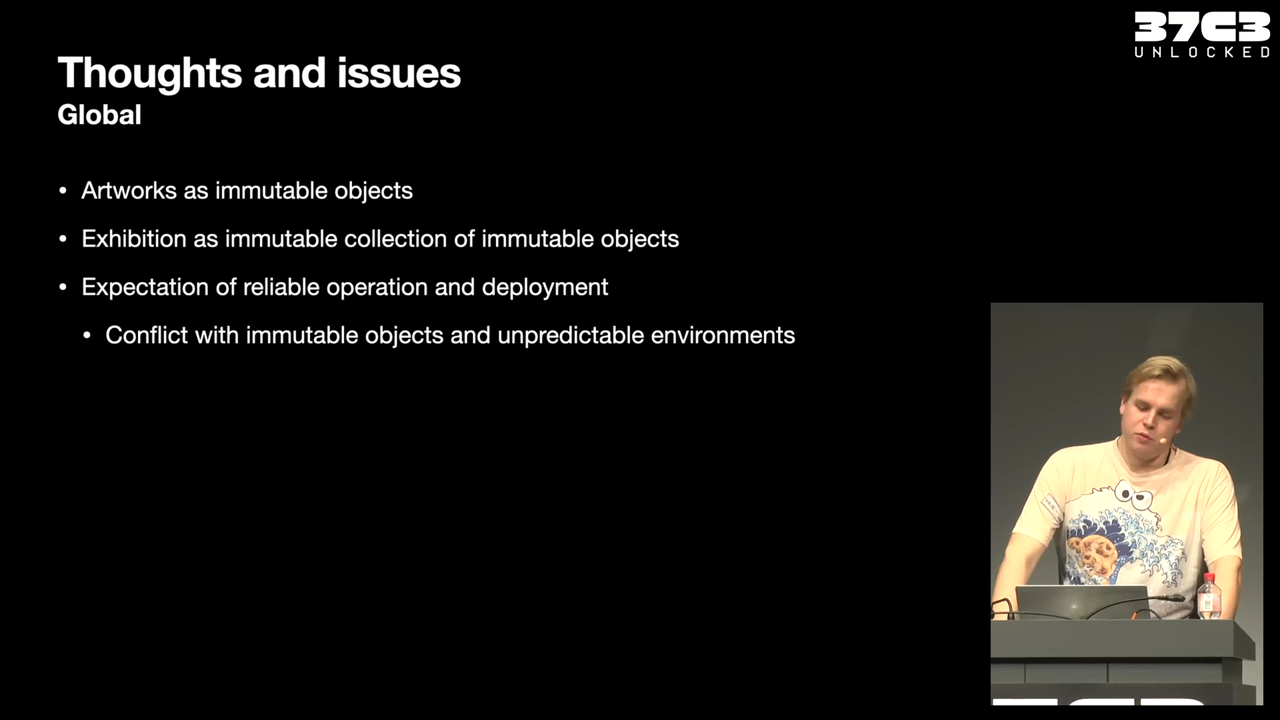 37C3
UNLOCKED
Thoughts and issues
Global
• Artworks as immutable objects
• Exhibition as immutable collection of immutable objects
• Expectation of reliable operation and deployment
• Conflict with immutable objects and unpredictable environments